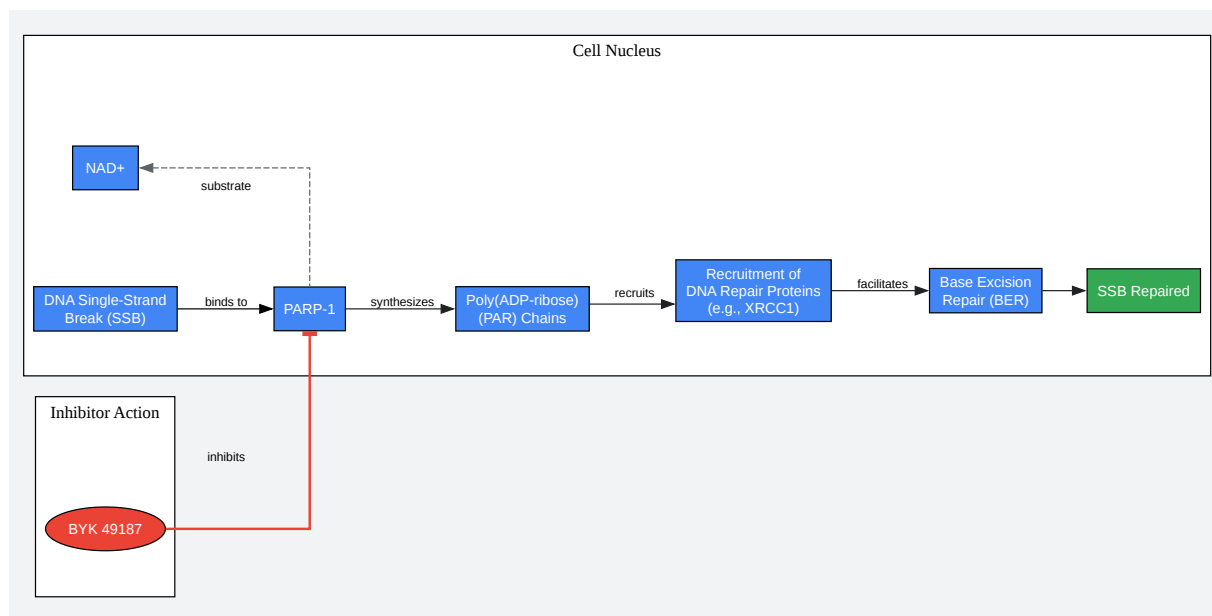 Cell Nucleus
NAD+
substrate
DNA Single-Strand
Break (SSB)
binds to
PARP-1
synthesizes
Poly(ADP-ribose)
(PAR) Chains
recruits
Recruitment of
DNA Repair Proteins
(e.g., XRCC1)
facilitates
Base Excision
Repair (BER)
SSB Repaired
Inhibitor Action
inhibits
BYK 49187